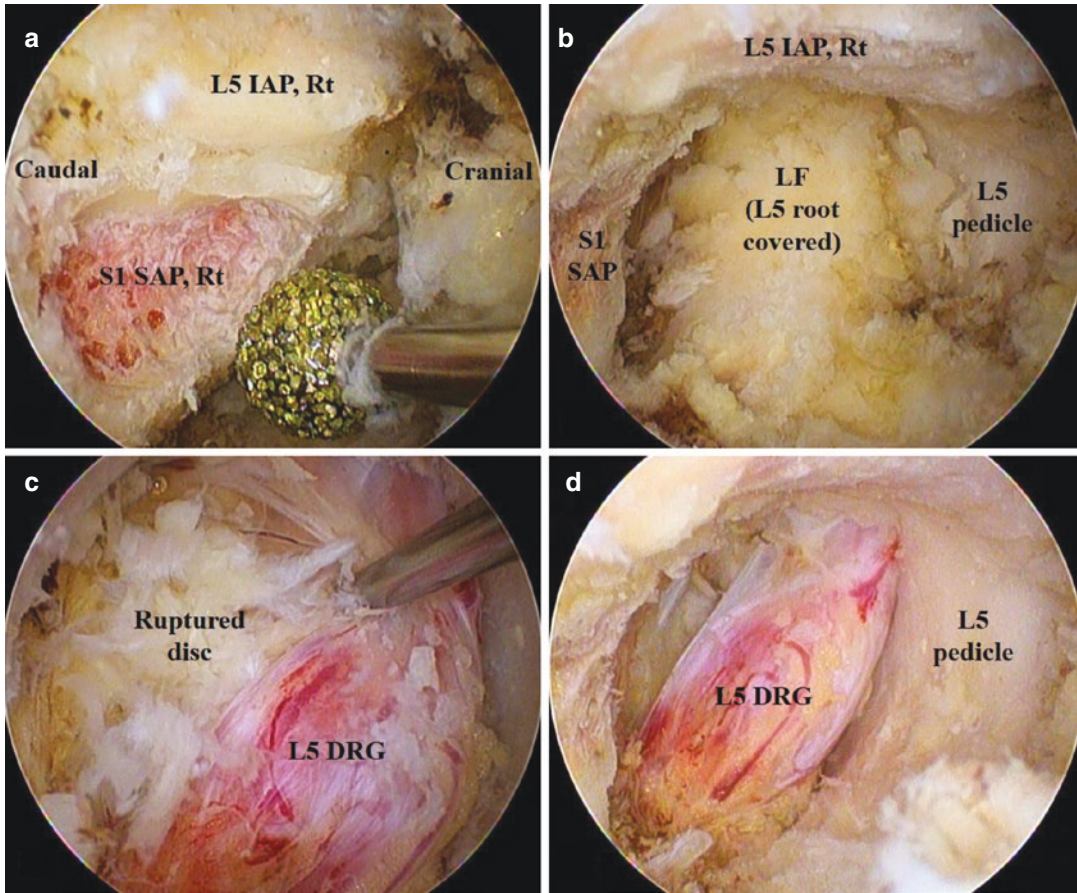 a
L5 IAP, Rt
Caudal
Cranial
S1 SAP, Rt
b
L5 IAP, Rt
LF
(L5 root
covered)
L5
pedicle
S1
SAP
c
Ruptured
disc
L5 DRG
d
L5
pedicle
L5 DRG